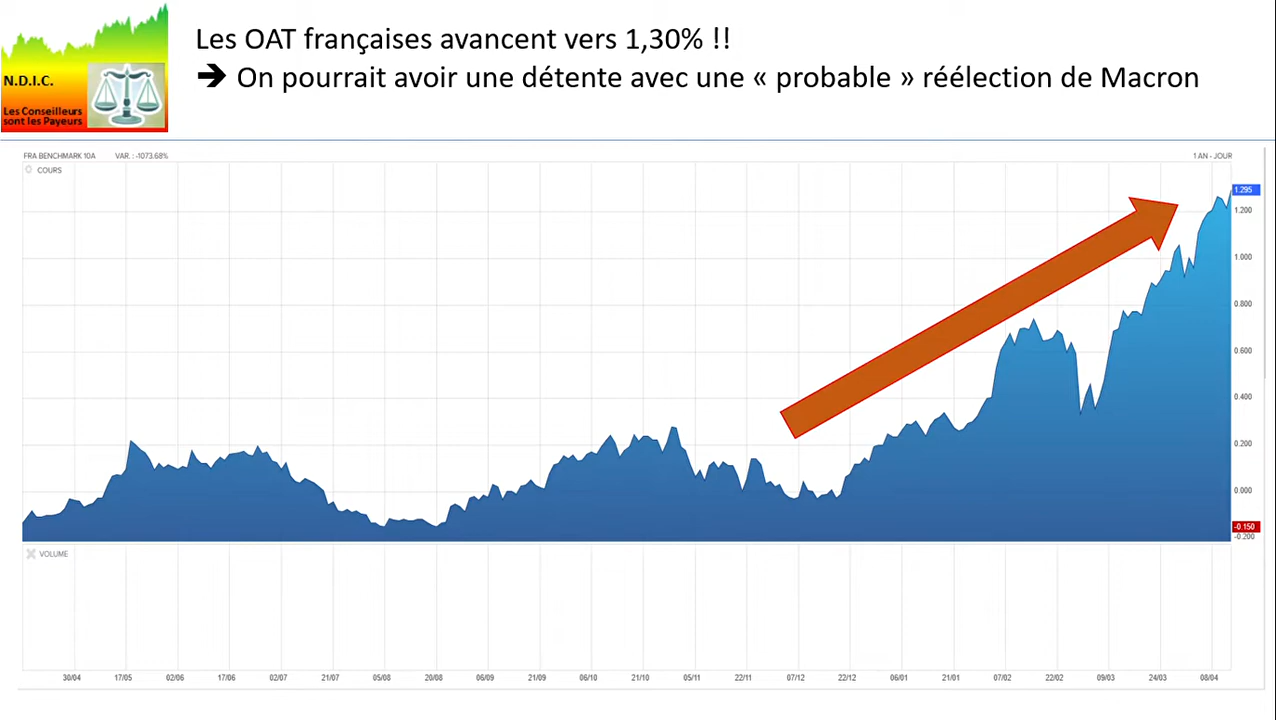 Les OAT françaises avancent vers 1,30% !!
➔ On pourrait avoir une détente avec une « probable » réélection de Macron
N.D.I.C.
Les Conseilleurs
sont les Payeurs
FRA BENCHMARK 10A VAR. : -1073.68% 1 AN - JOUR
COURS
1.295
1.200
1.000
0.800
0.600
0.400
0.200
0.000
-0.150
-0.200
VOLUME
30/04 17/05 02/06 17/06 02/07 21/07 05/08 20/08 06/09 21/09 06/10 21/10 05/11 22/11 07/12 22/12 06/01 21/01 07/02 22/02 09/03 24/03 08/04